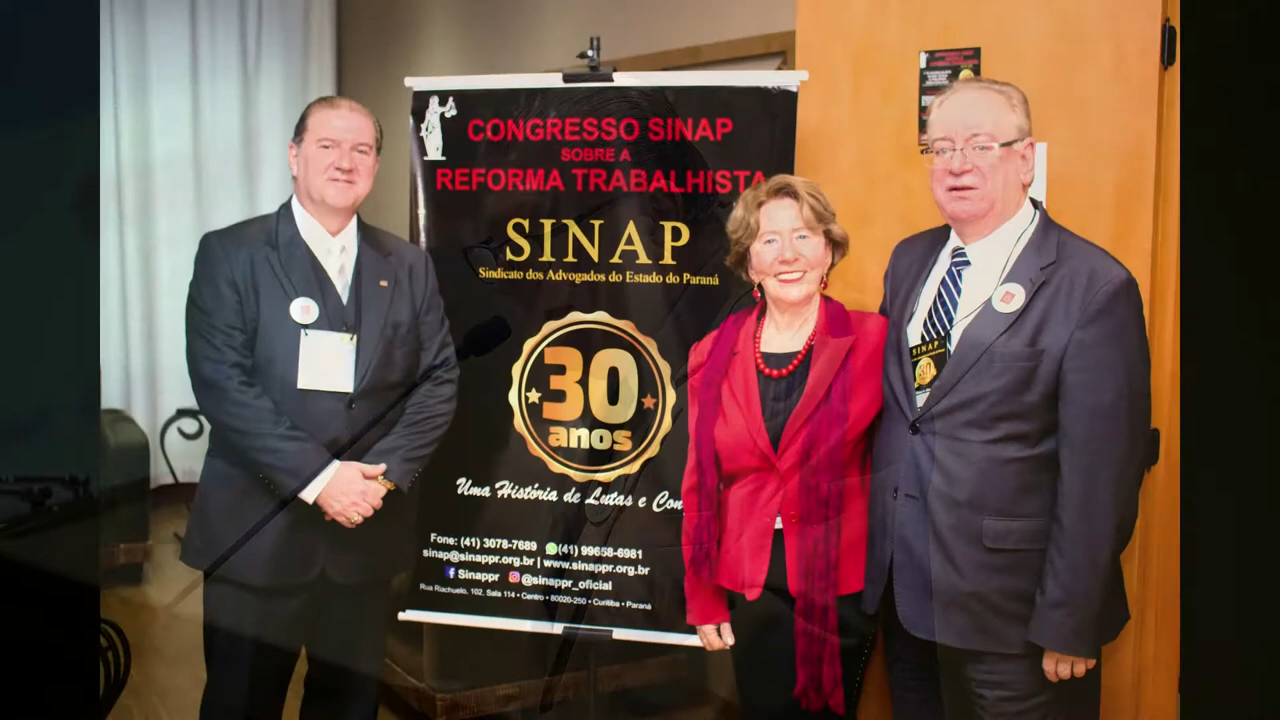 CONGRESSO SINAP
SOBRE A
REFORMA TRABALHISTA
SINAP
Sindicato dos Advogados do Estado do Paraná
30
anos
Uma História de Lutas e Con
Fone: (41) 3078-7689 (41) 99658-6981
sinap@sinappr.org.br | www.sinappr.org.br
Sinappr @sinappr_oficial
Rua Riachuelo, 102. Sala 114 • Centro • 80020-250 • Curitiba • Paraná
SINAP
30